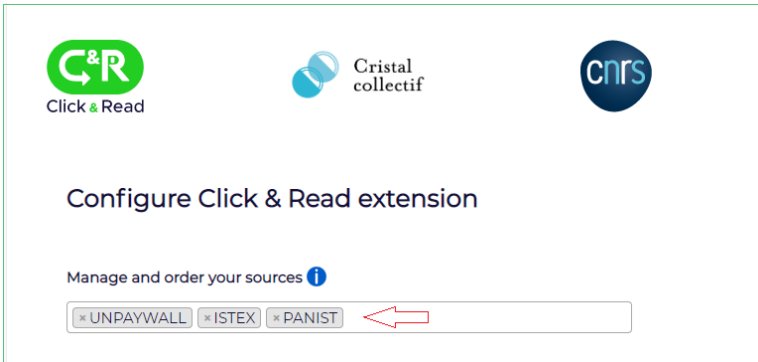 C&R
Click & Read
Cristal
collectif
cnrs
Configure Click & Read extension
Manage and order your sources i
× UNPAYWALL × ISTEX × PANIST